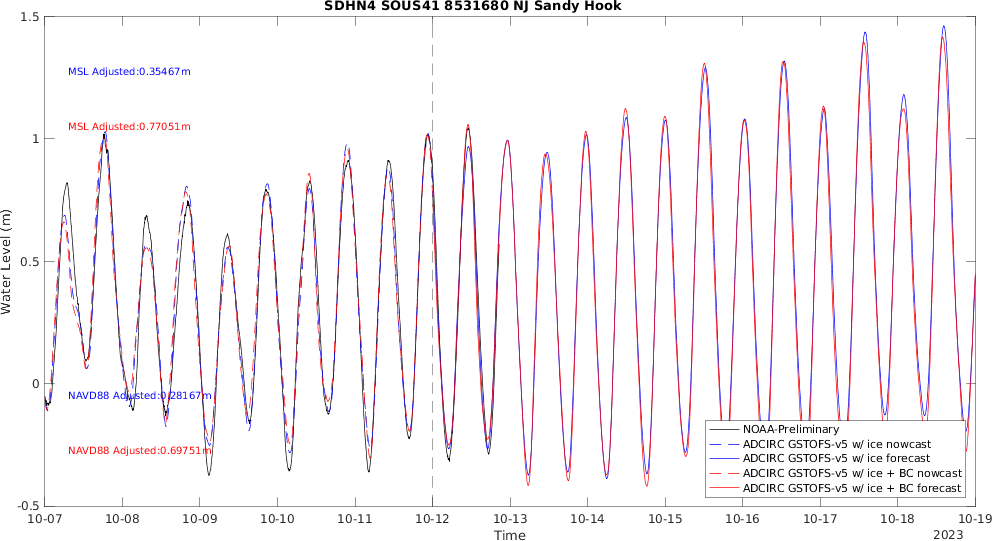 SDHN4 SOUS41 8531680 NJ Sandy Hook
1.5
1
0.5
0
-0.5
Water Level (m)
MSL Adjusted:0.35467m
MSL Adjusted:0.77051m
NAVD88 Adjusted:0.28167m
NAVD88 Adjusted:0.69751m
NOAA-Preliminary
ADCIRC GSTOFS-v5 w/ ice nowcast
ADCIRC GSTOFS-v5 w/ ice forecast
ADCIRC GSTOFS-v5 w/ ice + BC nowcast
ADCIRC GSTOFS-v5 w/ ice + BC forecast
10-07 10-08 10-09 10-10 10-11 10-12 10-13 10-14 10-15 10-16 10-17 10-18 10-19
Time
2023